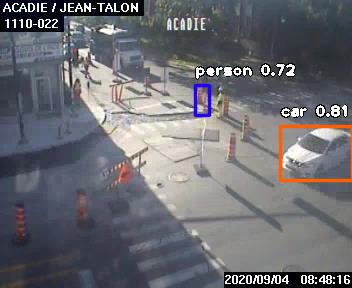 ACADIE / JEAN-TALON
1110-022
ACADIE
person 0.72
car 0.81
2020/09/04 08:48:16